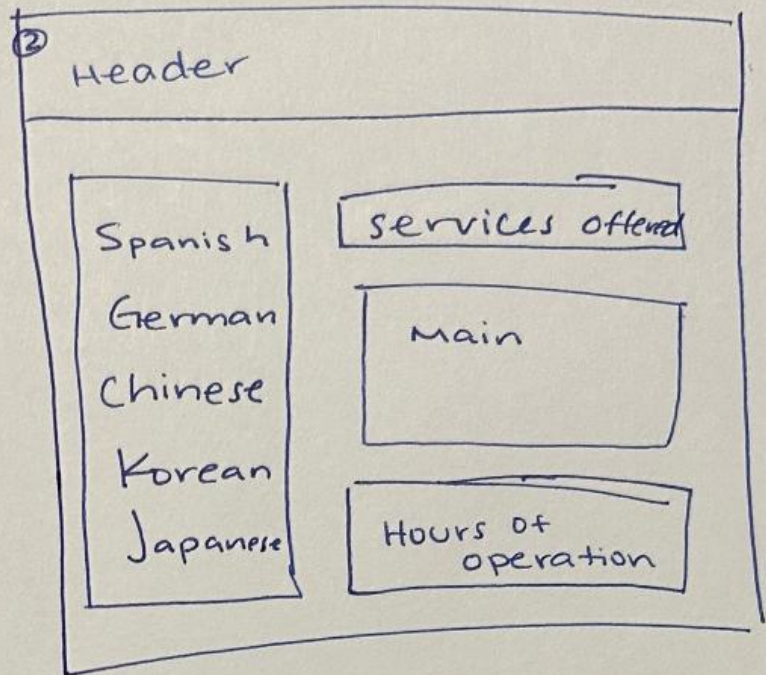 ②
Header
Spanish
German
Chinese
Korean
Japanese
Services offered
Main
Hours of
operation